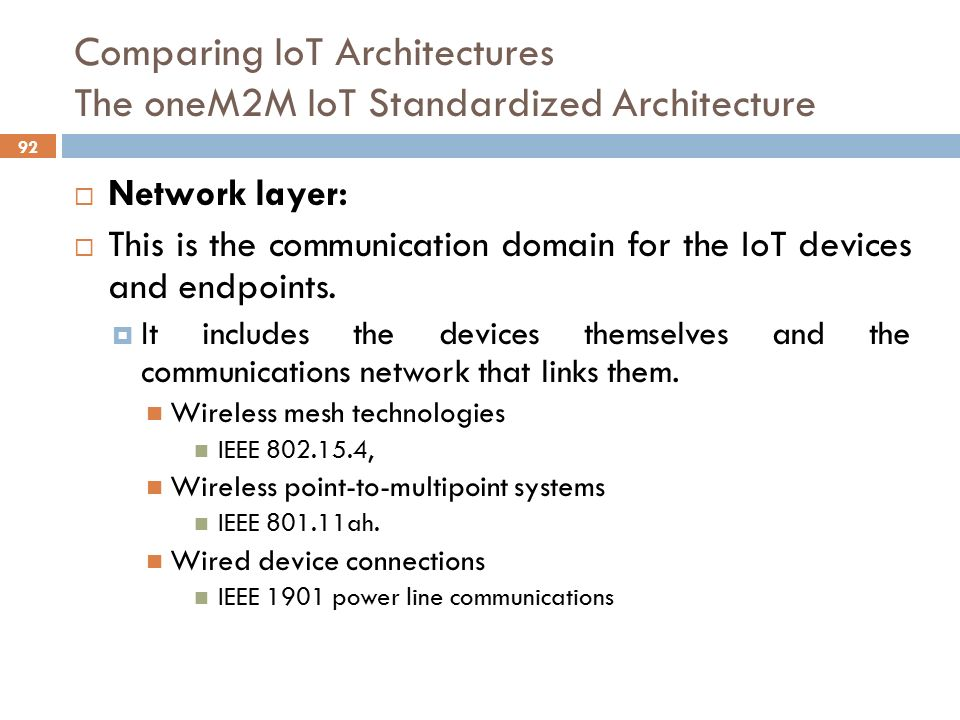 Comparing IoT Architectures
The oneM2M IoT Standardized Architecture
92
Network layer:
This is the communication domain for the IoT devices
and endpoints.
It includes the devices themselves and the
communications network that links them.
Wireless mesh technologies
IEEE 802.15.4,
Wireless point-to-multipoint systems
IEEE 801.11ah.
Wired device connections
IEEE 1901 power line communications